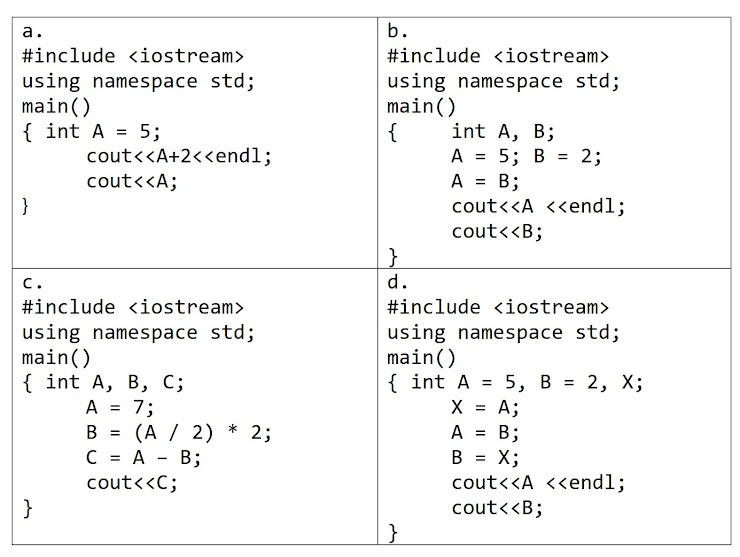 a.
#include <iostream>
using namespace std;
main()
{ int A = 5;
cout<<A+2<<endl;
cout<<A;
}
b.
#include <iostream>
using namespace std;
main()
{ int A, B;
A = 5; B = 2;
A = B;
cout<<A <<endl;
cout<<B;
}
c.
#include <iostream>
using namespace std;
main()
{ int A, B, C;
A = 7;
B = (A / 2) * 2;
C = A – B;
cout<<C;
}
d.
#include <iostream>
using namespace std;
main()
{ int A = 5, B = 2, X;
X = A;
A = B;
B = X;
cout<<A <<endl;
cout<<B;
}